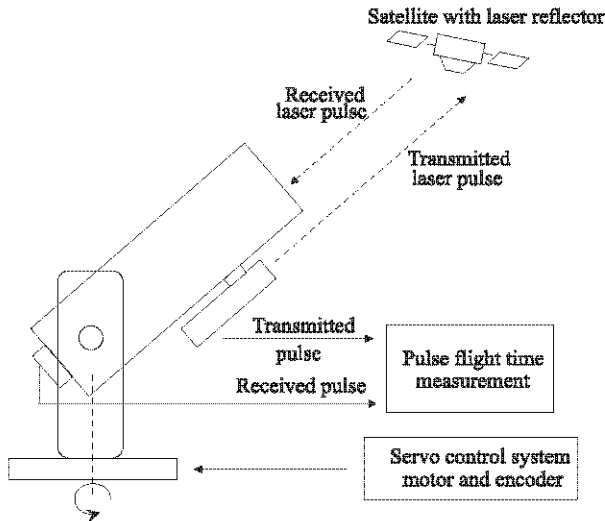 Satellite with laser reflector
Received
laser pulse
Transmitted
laser pulse
Transmitted
pulse
Pulse flight time
measurement
Received pulse
Servo control system
motor and encoder